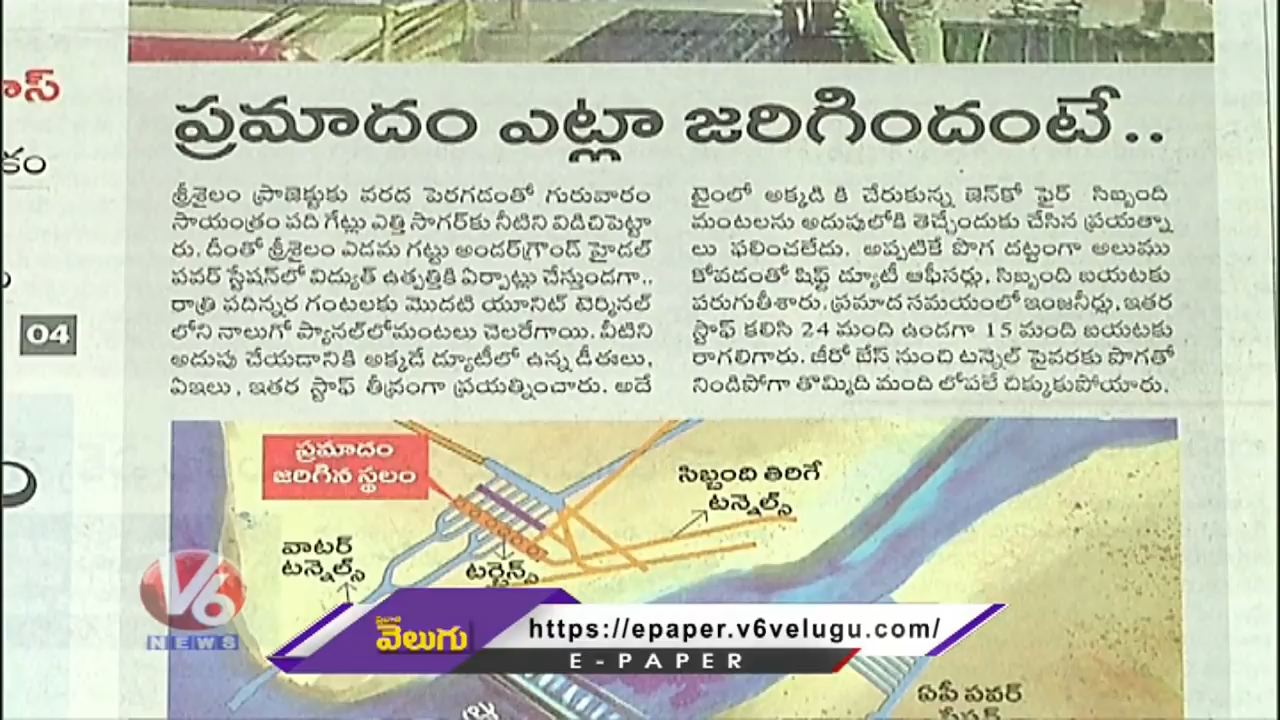 ాస్
కం
04
ప్రమాదం ఎట్లా జరిగిందంటే..
శ్రీశైలం ప్రాజెక్టుకు వరద పెరగడంతో గురువారం
సాయంత్రం పది గేట్లు ఎత్తి సాగర్‌కు నీటిని విడిచిపెట్టా
రు. దీంతో శ్రీశైలం ఎడమ గట్టు అండర్‌గ్రౌండ్ హైడల్
పవర్ స్టేషన్‌లో విద్యుత్ ఉత్పత్తికి ఏర్పాట్లు చేస్తుండగా..
రాత్రి పదిన్నర గంటలకు మొదటి యూనిట్ టెర్మినల్
లోని నాలుగో ప్యానల్‌లోమంటలు చెలరేగాయి. వీటిని
అదుపు చేయడానికి అక్కడే డ్యూటీలో ఉన్న డీఈలు,
ఏఇలు, ఇతర స్టాఫ్ తీవ్రంగా ప్రయత్నించారు. అదే
టైంలో అక్కడి కి చేరుకున్న జెన్‌కో ఫైర్ సిబ్బంది
మంటలను అదుపులోకి తెచ్చేందుకు చేసిన ప్రయత్నా
లు ఫలించలేదు. అప్పటికే పొగ దట్టంగా అలుము
కోవడంతో షిఫ్ట్ డ్యూటీ ఆఫీసర్లు, సిబ్బంది బయటకు
పరుగుతీశారు. ప్రమాద సమయంలో ఇంజనీర్లు, ఇతర
స్టాఫ్ కలిసి 24 మంది ఉండగా 15 మంది బయటకు
రాగలిగారు. జీరో బేస్ నుంచి టన్నెల్ పైవరకు పొగతో
నిండిపోగా తొమ్మిది మంది లోపలే చిక్కుకుపోయారు.
ప్రమాదం
జరిగిన స్థలం
సిబ్బంది తిరిగే
టన్నెల్స్
వాటర్
టన్నెల్స్
టర్బైన్స్
V6
NEWS
వెలుగు
https://epaper.v6velugu.com/
E-PAPER
ఏపీ పవర్
స్టేషన్